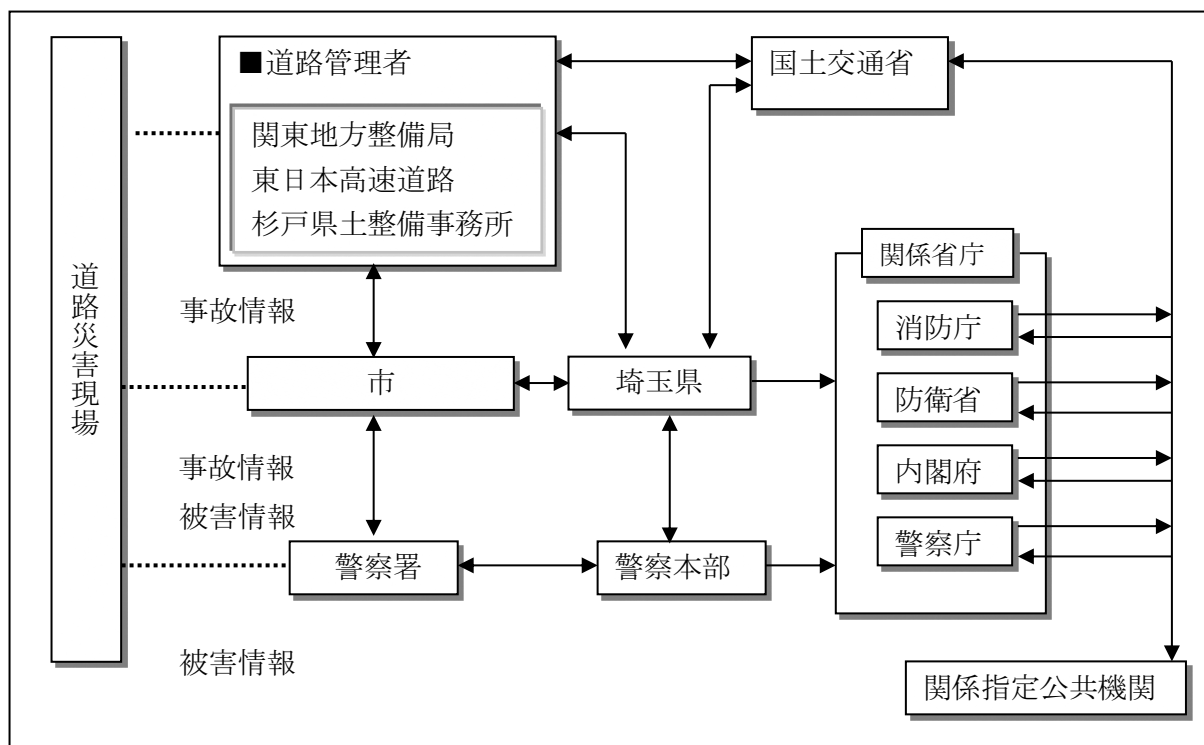 ■道路管理者
国土交通省
関東地方整備局
東日本高速道路
杉戸県土整備事務所
道路災害現場
関係省庁
事故情報
消防庁
市
埼玉県
防衛省
事故情報
被害情報
内閣府
警察署
警察本部
警察庁
被害情報
関係指定公共機関